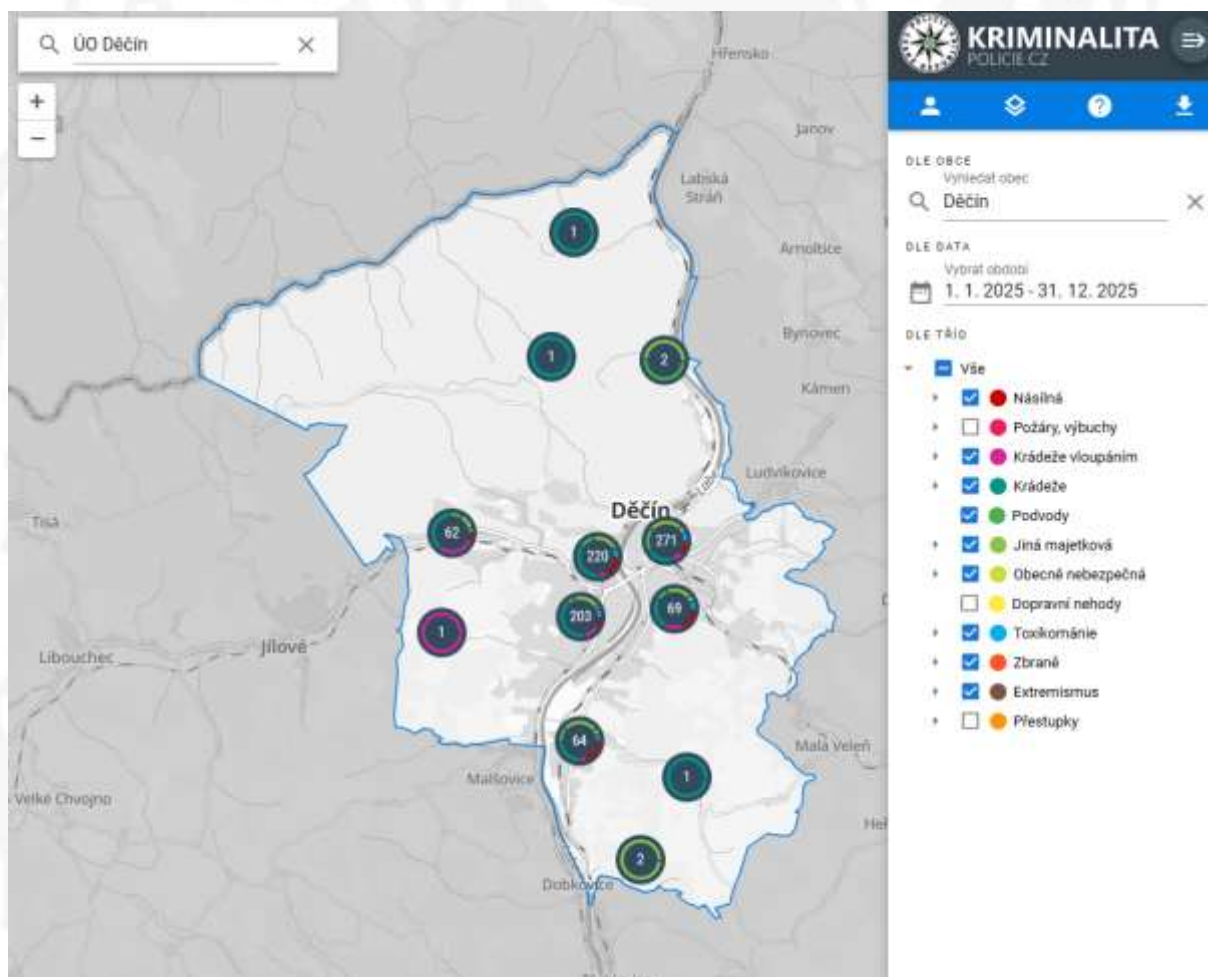 ÚO Děčín
+
−
Hřensko
Janov
Labská
Stráň
Arnoltice
Bynovec
Kámen
Ludvíkovice
Labe
Děčín
Tisá
Jílové
Libouchec
Malšovice
Malá Veleň
Velké Chvojno
Dobkovice
1
1
2
62
220
271
203
69
1
64
1
2
KRIMINALITA
POLICIE.CZ
DLE OBCE
Vyhledat obec
Děčín
DLE DATA
Vybrat období
1. 1. 2025 - 31. 12. 2025
DLE TŘÍD
Vše
Násilná
Požáry, výbuchy
Krádeže vloupáním
Krádeže
Podvody
Jiná majetková
Obecně nebezpečná
Dopravní nehody
Toxikománie
Zbraně
Extremismus
Přestupky